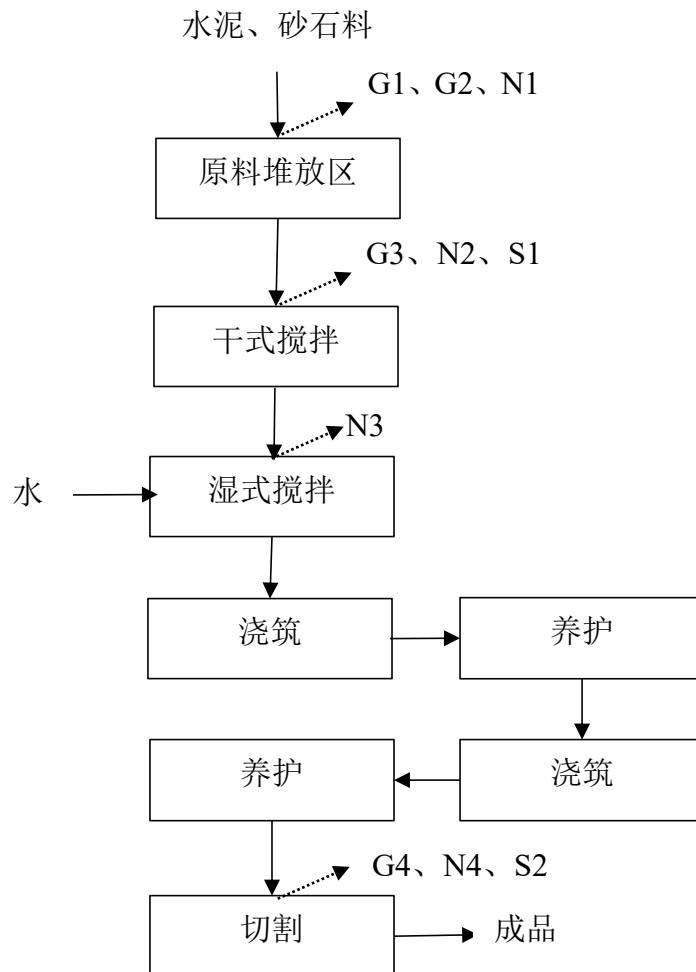 水泥、砂石料
G1、G2、N1
原料堆放区
G3、N2、S1
干式搅拌
N3
水
湿式搅拌
浇筑
养护
养护
浇筑
G4、N4、S2
切割
成品